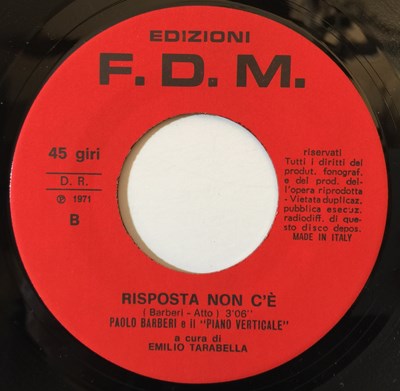 EDIZIONI
F. D. M.
45 giri
D. R.
℗ 1971
B
riservati
Tutti i diritti del
produt. fonograf.
e del prod. del-
l'opera riprodotta
- Vietata duplicaz.
pubblica esecuz.
radiodiff. di que-
sto disco depos.
MADE IN ITALY
RISPOSTA NON C'È
( Barberi - Atto ) 3'06''
PAOLO BARBERI e il "PIANO VERTICALE"
a cura di
EMILIO TARABELLA